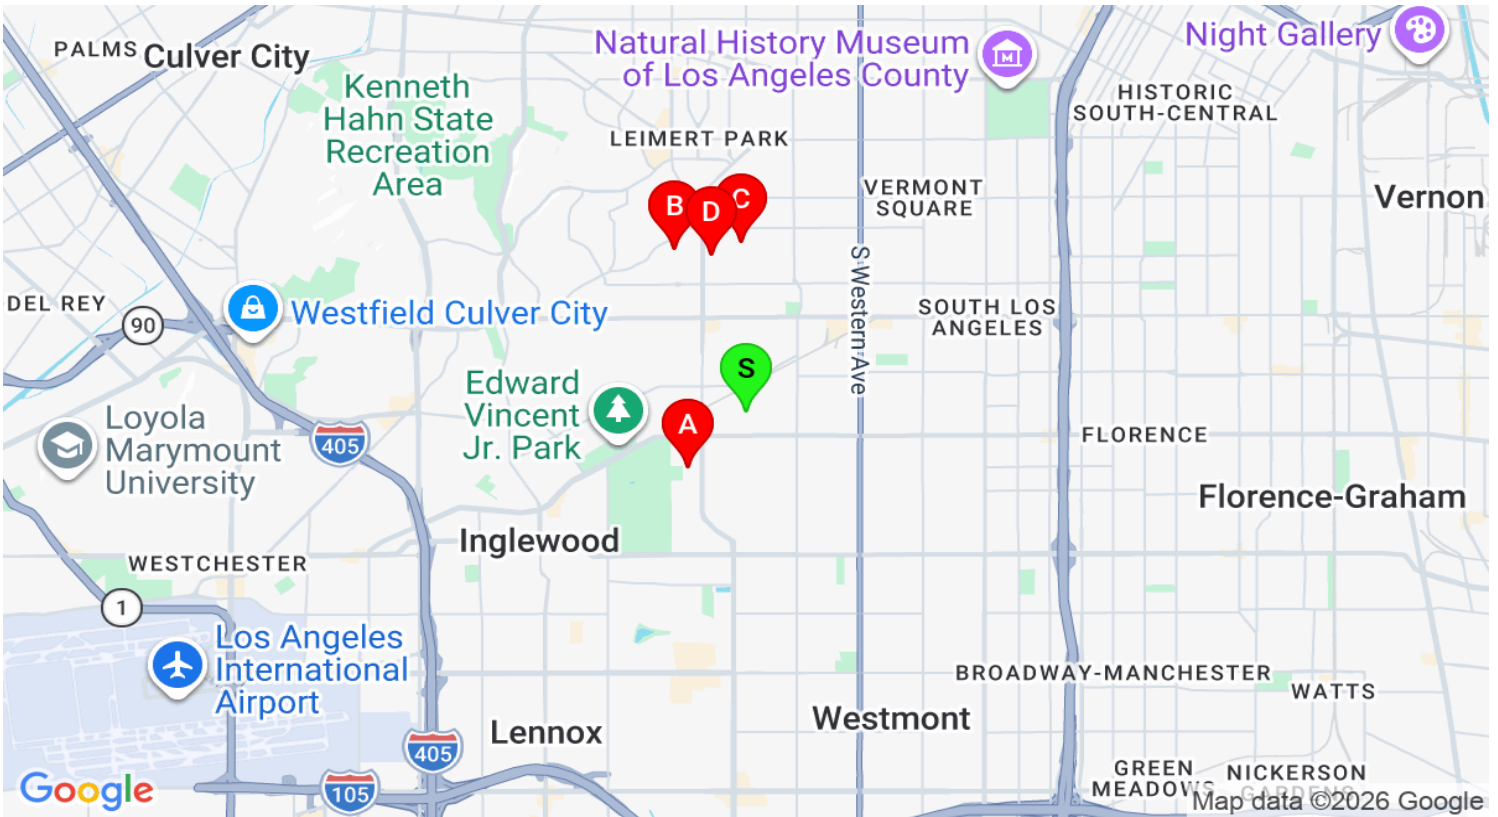 PALMS
Culver City
Natural History Museum
of Los Angeles County
Night Gallery
Kenneth
Hahn State
Recreation
Area
HISTORIC
SOUTH-CENTRAL
LEIMERT PARK
B
D
C
VERMONT
SQUARE
Vernon
S Western Ave
DEL REY
90
Westfield Culver City
SOUTH LOS
ANGELES
S
Edward
Vincent
Jr. Park
A
Loyola
Marymount
University
405
FLORENCE
Florence-Graham
Inglewood
WESTCHESTER
1
Los Angeles
International
Airport
BROADWAY-MANCHESTER
WATTS
Lennox
Westmont
405
105
GREEN
MEADOWS
NICKERSON
GARDENS
Google
Map data ©2026 Google